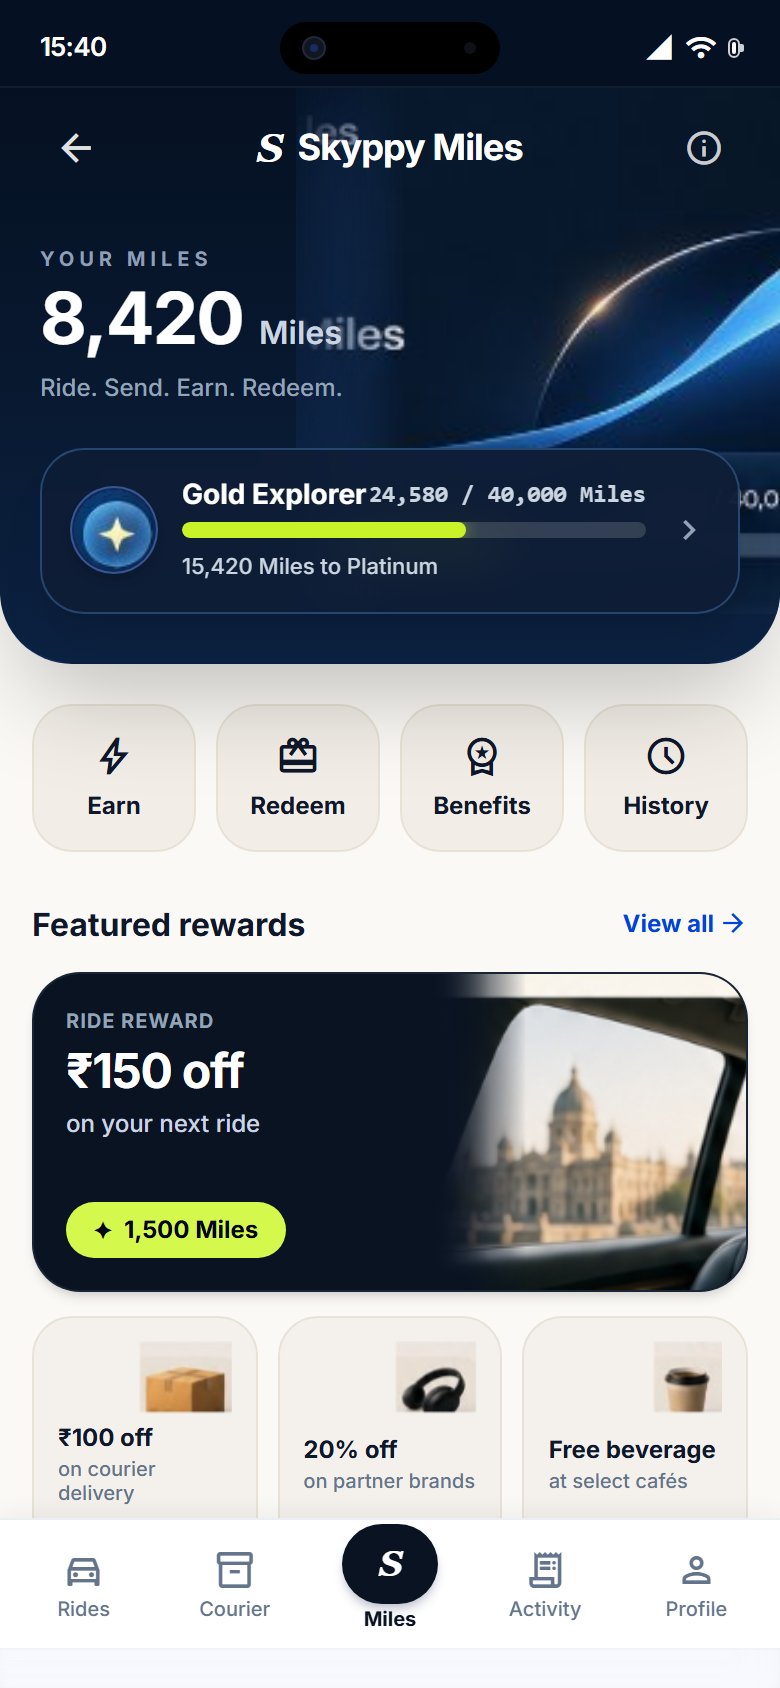 15:40
S Skyppy Miles
les
YOUR MILES
8,420 Miles
iles
Ride. Send. Earn. Redeem.
Gold Explorer 24,580 / 40,000 Miles
15,420 Miles to Platinum
Earn
Redeem
Benefits
History
Featured rewards
View all
RIDE REWARD
₹150 off
on your next ride
1,500 Miles
₹100 off
on courier
delivery
20% off
on partner brands
Free beverage
at select cafés
Rides
Courier
S
Miles
Activity
Profile